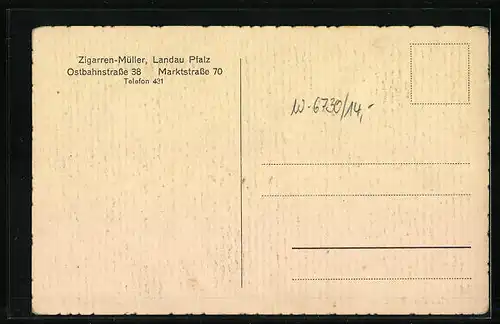 Zigarren-Müller, Landau Pfalz
Ostbahnstraße 38 Marktstraße 70
Telefon 431
W-6730/14,-